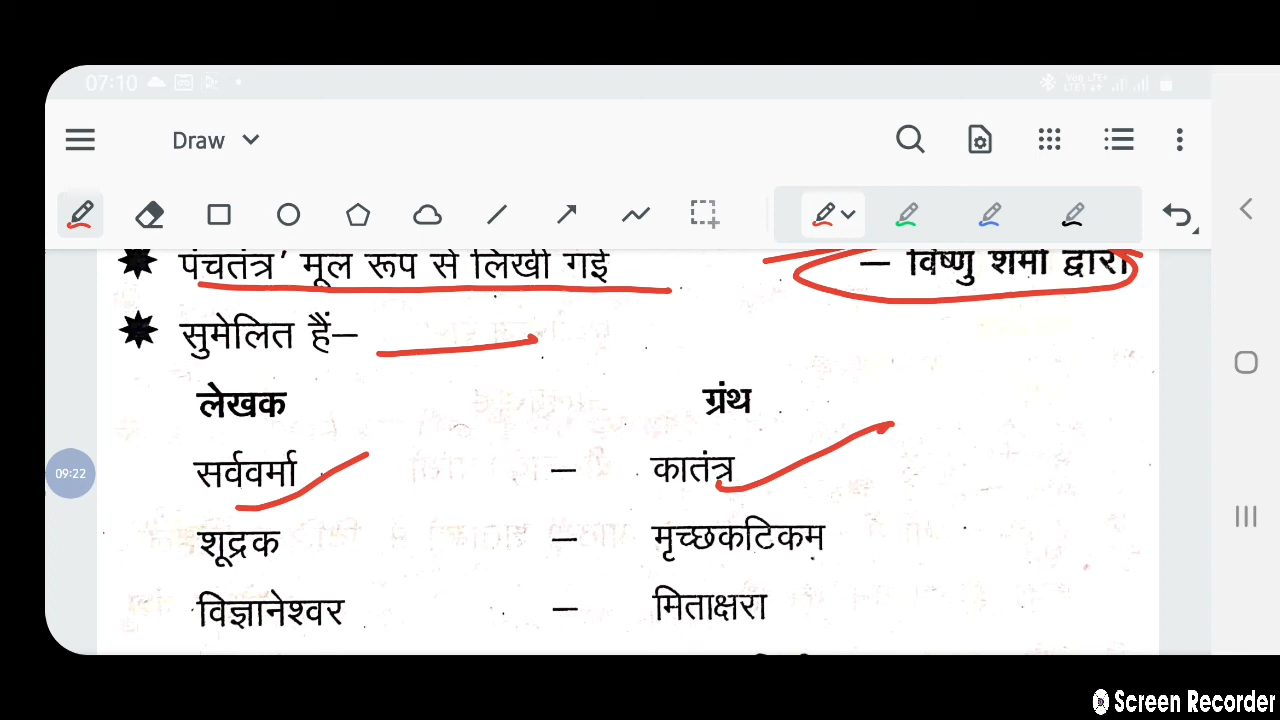 07:10
Draw
पंचतंत्र' मूल रूप से लिखी गई — विष्णु शर्मा द्वारा
सुमेलित हैं—
लेखक ग्रंथ
सर्ववर्मा — कातंत्र
09:22
शूद्रक — मृच्छकटिकम
विज्ञानेश्वर — मिताक्षरा
Screen Recorder